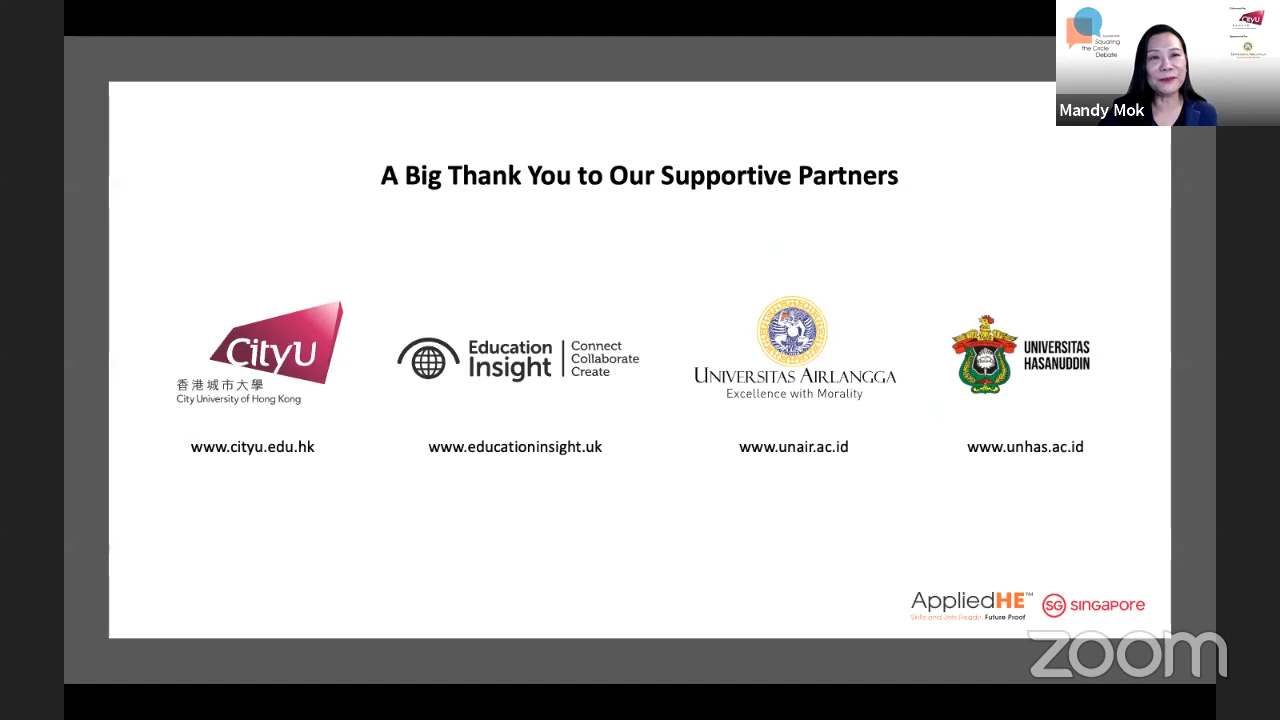 Squaring
the Circle
Debate
CityU
Mandy Mok
A Big Thank You to Our Supportive Partners
CityU
香港城市大學
City University of Hong Kong
www.cityu.edu.hk
Education
Insight
Connect
Collaborate
Create
www.educationinsight.uk
UNIVERSITAS AIRLANGGA
Excellence with Morality
www.unair.ac.id
UNIVERSITAS
HASANUDDIN
www.unhas.ac.id
AppliedHE™
Skills and Job Ready. Future Proof
SG SINGAPORE
zoom